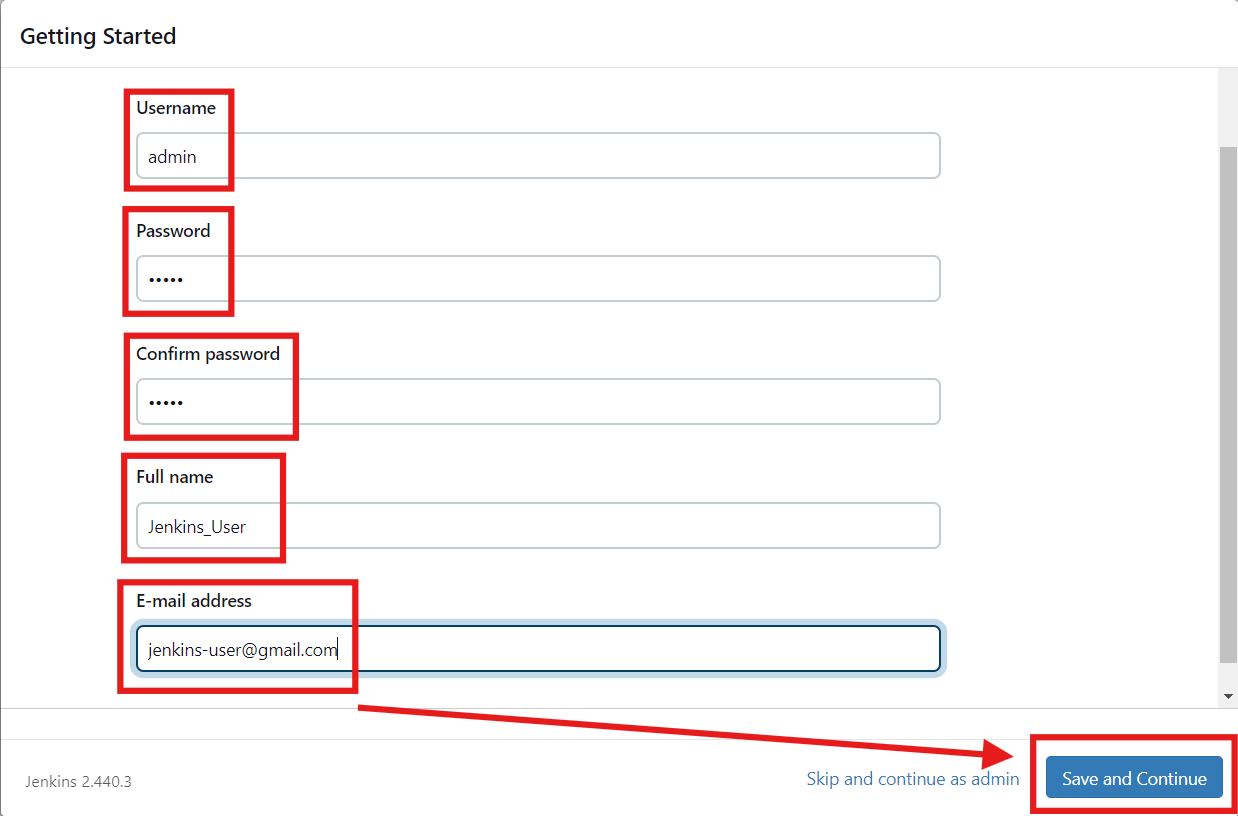 Getting Started
Username
admin
Password
•••••
Confirm password
•••••
Full name
Jenkins_User
E-mail address
jenkins-user@gmail.com
Jenkins 2.440.3
Skip and continue as admin
Save and Continue